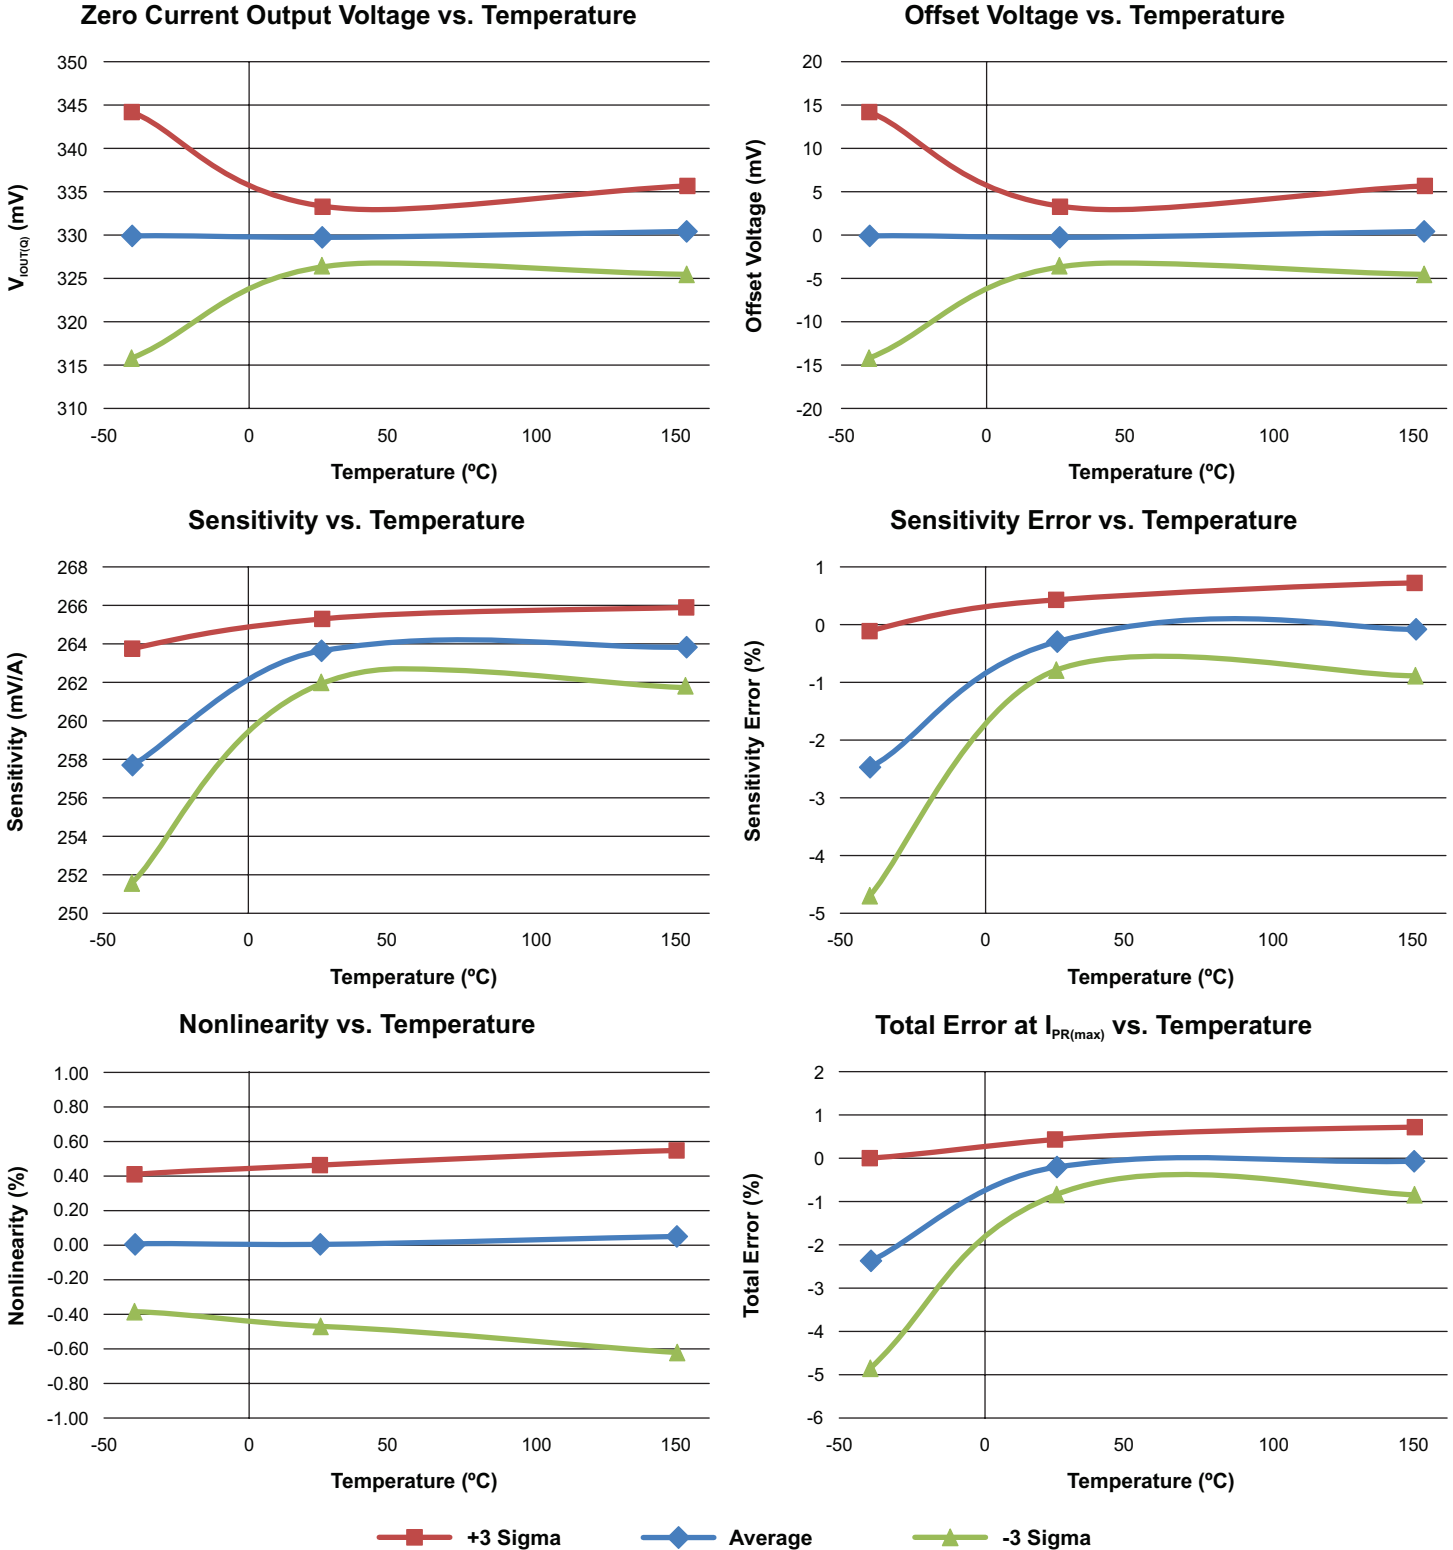 Zero Current Output Voltage vs. Temperature
350
345
340
335
330
325
320
315
310
V_IOUT(Q) (mV)
-50 0 50 100 150
Temperature (ºC)
Offset Voltage vs. Temperature
20
15
10
5
0
-5
-10
-15
-20
Offset Voltage (mV)
-50 0 50 100 150
Temperature (ºC)
Sensitivity vs. Temperature
268
266
264
262
260
258
256
254
252
250
Sensitivity (mV/A)
-50 0 50 100 150
Temperature (ºC)
Sensitivity Error vs. Temperature
1
0
-1
-2
-3
-4
-5
Sensitivity Error (%)
-50 0 50 100 150
Temperature (ºC)
Nonlinearity vs. Temperature
1.00
0.80
0.60
0.40
0.20
0.00
-0.20
-0.40
-0.60
-0.80
-1.00
Nonlinearity (%)
-50 0 50 100 150
Temperature (ºC)
Total Error at I_PR(max) vs. Temperature
2
1
0
-1
-2
-3
-4
-5
-6
Total Error (%)
-50 0 50 100 150
Temperature (ºC)
+3 Sigma Average -3 Sigma